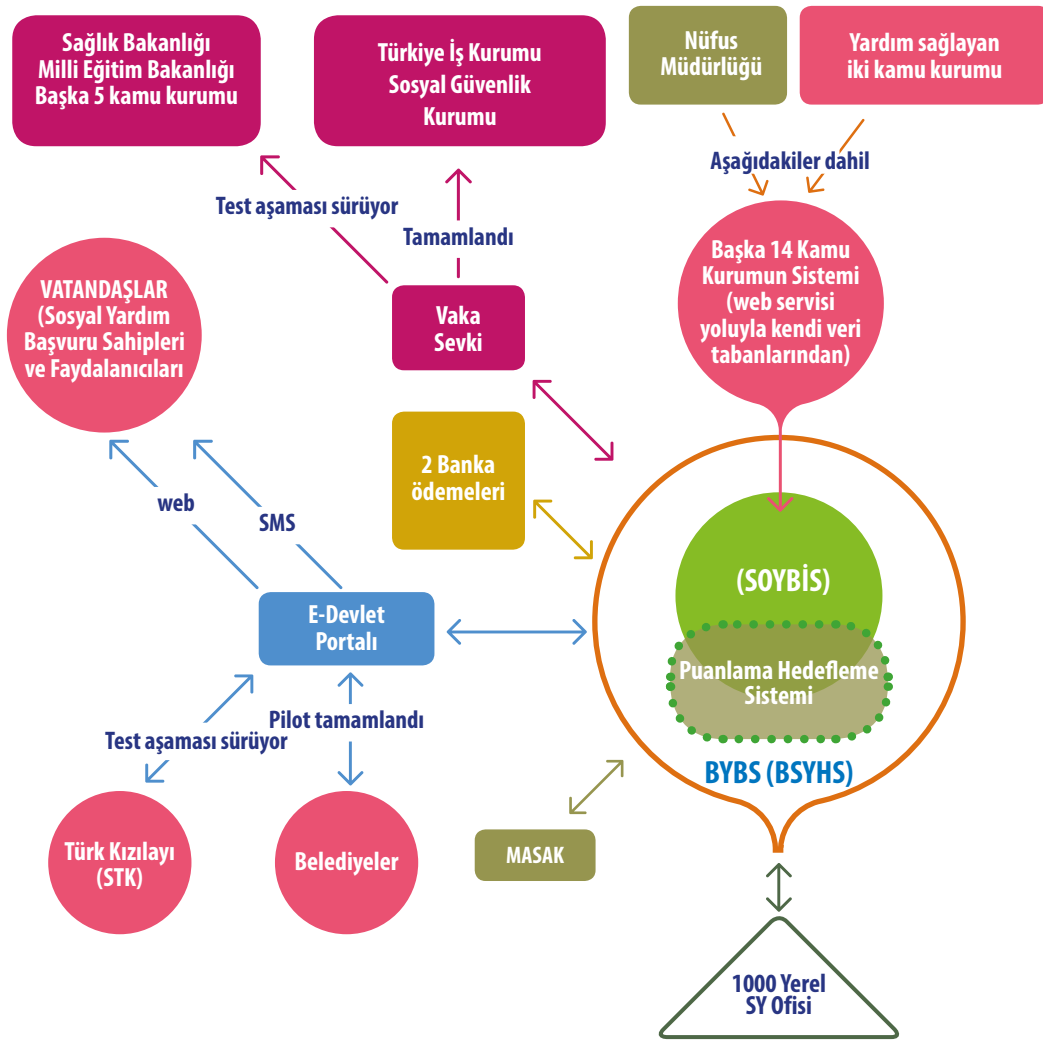 Sağlık Bakanlığı
Milli Eğitim Bakanlığı
Başka 5 kamu kurumu
Türkiye İş Kurumu
Sosyal Güvenlik
Kurumu
Nüfus
Müdürlüğü
Yardım sağlayan
iki kamu kurumu
Aşağıdakiler dahil
Test aşaması sürüyor
Tamamlandı
Başka 14 Kamu
Kurumun Sistemi
(web servisi
yoluyla kendi veri
tabanlarından)
VATANDAŞLAR
(Sosyal Yardım
Başvuru Sahipleri
ve Faydalanıcıları
Vaka
Sevki
2 Banka
ödemeleri
web
SMS
E-Devlet
Portalı
(SOYBİS)
Puanlama Hedefleme
Sistemi
BYBS (BSYHS)
Test aşaması sürüyor
Pilot tamamlandı
Türk Kızılayı
(STK)
Belediyeler
MASAK
1000 Yerel
SY Ofisi